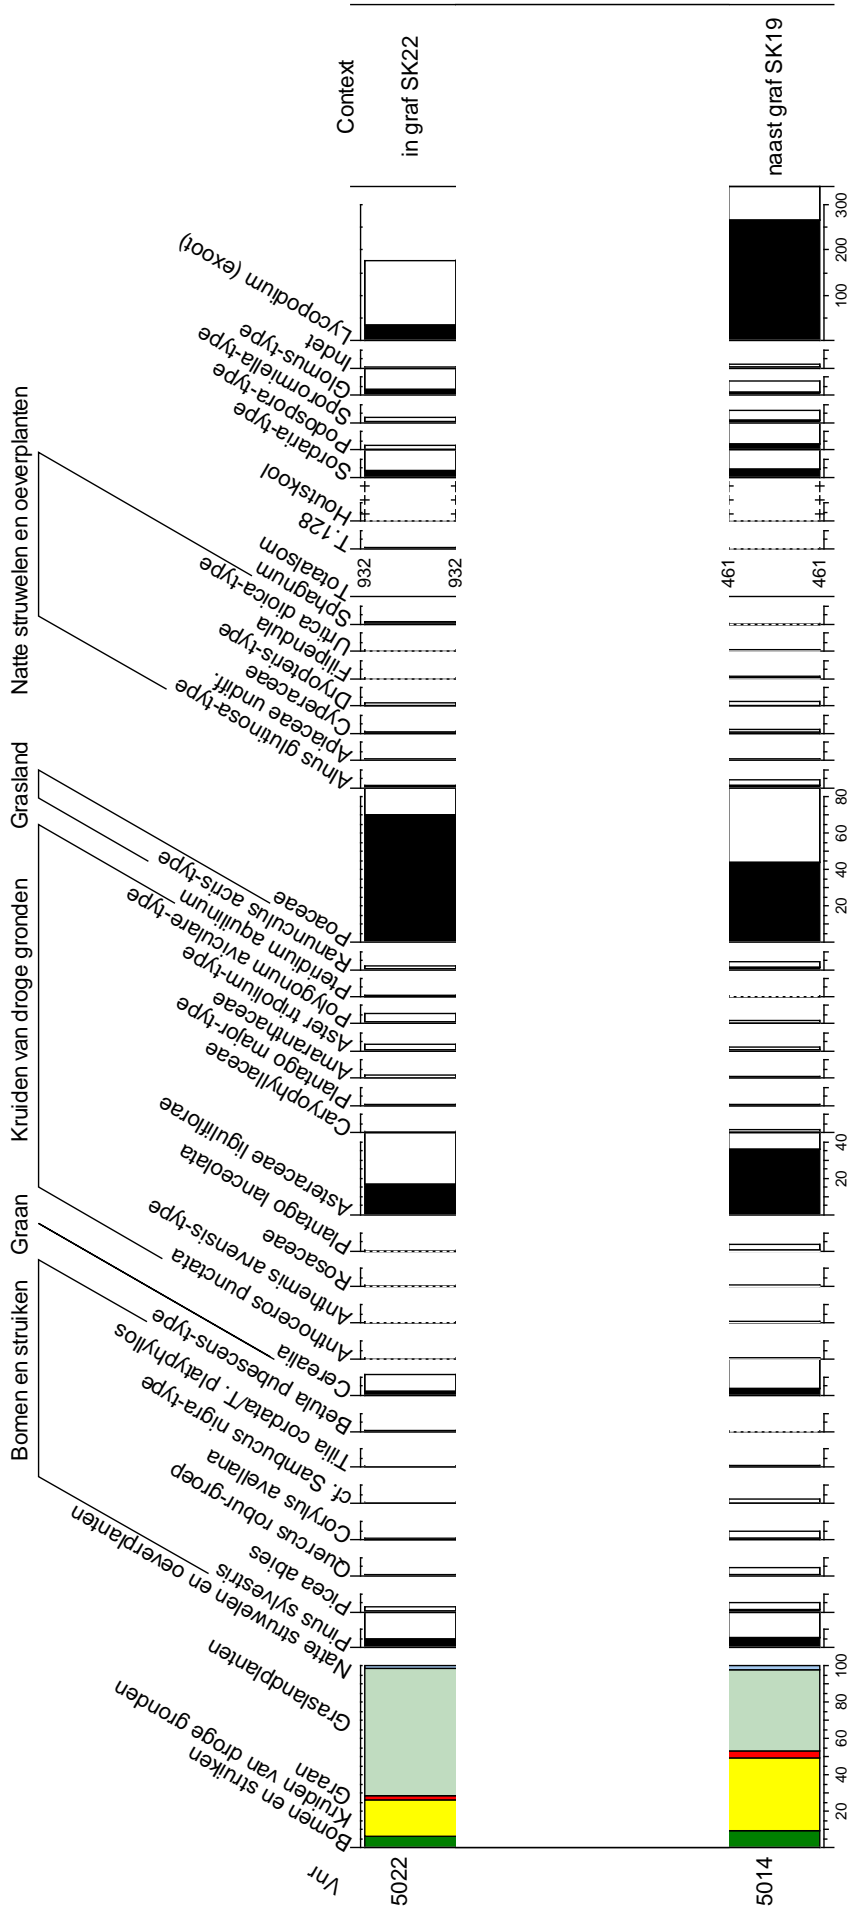 Bomen en struiken
Graan
Kruiden van droge gronden
Grasland
Natte struwelen en oeverplanten
Vnr
Bomen en struiken
Kruiden van droge gronden
Graan
Graslandplanten
Natte struwelen en oeverplanten
Pinus sylvestris
Picea abies
Quercus robur-groep
Corylus avellana
cf. Sambucus nigra-type
Tilia cordata/T. platyphyllos
Betula pubescens-type
Cerealia
Anthoceros punctata
Anthemis arvensis-type
Rosaceae
Plantago lanceolata
Asteraceae liguliflorae
Caryophyllaceae
Plantago major-type
Amaranthaceae
Aster tripolium-type
Polygonum aviculare-type
Pteridium aquilinum
Ranunculus acris-type
Poaceae
Alnus glutinosa-type
Apiaceae undiff.
Cyperaceae
Dryopteris-type
Filipendula
Urtica dioica-type
Sphagnum
Totaalsom
T.128
Houtskool
Sordaria-type
Podospora-type
Sporormiella-type
Glomus-type
Indet
Lycopodium (exoot)
Context
5022
932
932
in graf SK22
5014
461
461
naast graf SK19
20 40 60 80 100
20 40
20 40 60 80
100 200 300